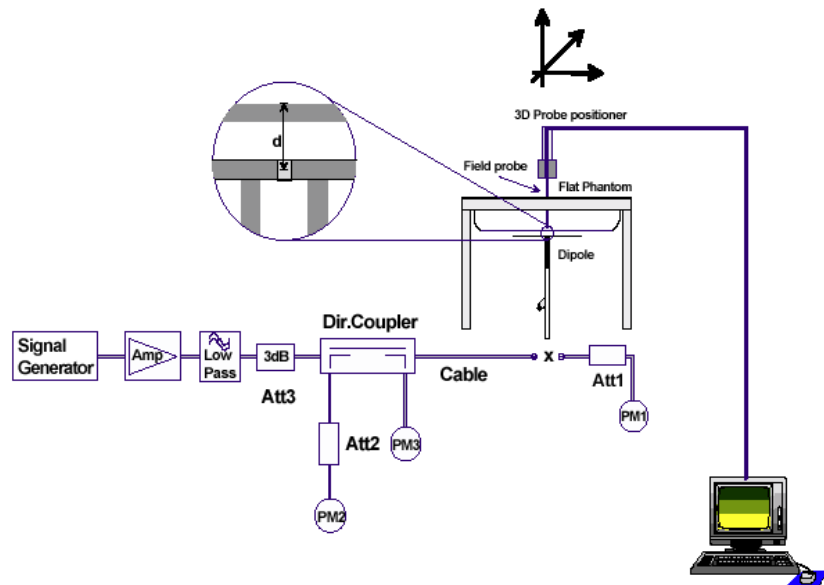 3D Probe positioner
d
Field probe
Flat Phantom
Dipole
Dir.Coupler
Signal
Generator
Amp
Low
Pass
3dB
Cable
x
Att1
Att3
PM1
Att2
PM3
PM2